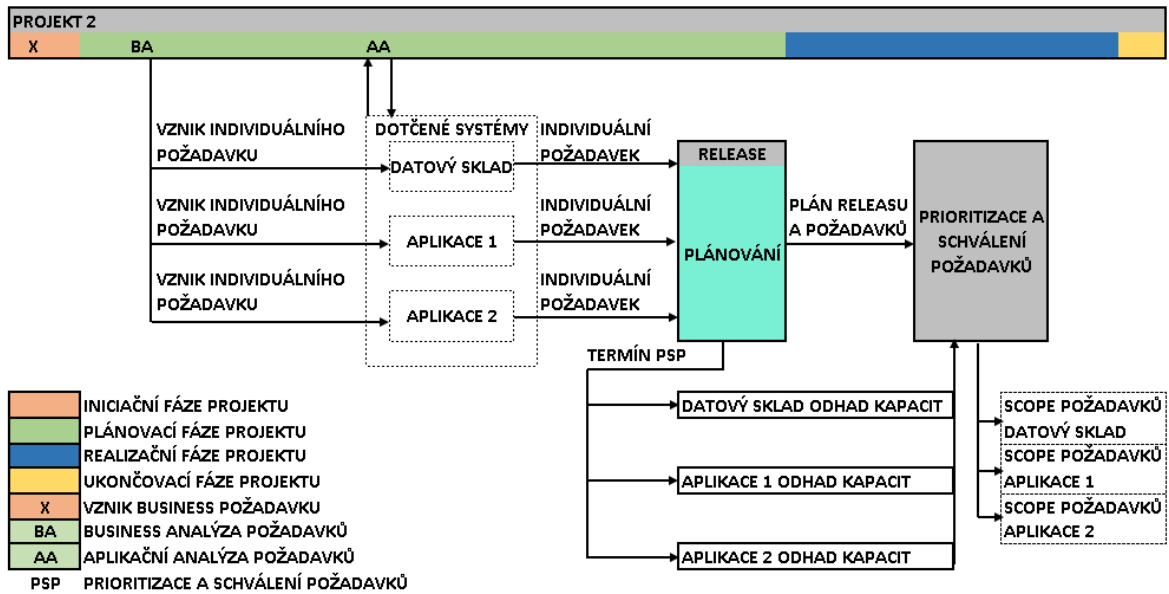 PROJEKT 2
X BA AA
VZNIK INDIVIDUÁLNÍHO
POŽADAVKU
DOTČENÉ SYSTÉMY
DATOVÝ SKLAD
INDIVIDUÁLNÍ
POŽADAVEK
VZNIK INDIVIDUÁLNÍHO
POŽADAVKU
APLIKACE 1
INDIVIDUÁLNÍ
POŽADAVEK
VZNIK INDIVIDUÁLNÍHO
POŽADAVKU
APLIKACE 2
INDIVIDUÁLNÍ
POŽADAVEK
RELEASE
PLÁNOVÁNÍ
PLÁN RELEASU
A POŽADAVKŮ
PRIORITIZACE A
SCHVÁLENÍ
POŽADAVKŮ
TERMÍN PSP
DATOVÝ SKLAD ODHAD KAPACIT
APLIKACE 1 ODHAD KAPACIT
APLIKACE 2 ODHAD KAPACIT
SCOPE POŽADAVKŮ
DATOVÝ SKLAD
SCOPE POŽADAVKŮ
APLIKACE 1
SCOPE POŽADAVKŮ
APLIKACE 2
INICIAČNÍ FÁZE PROJEKTU
PLÁNOVACÍ FÁZE PROJEKTU
REALIZAČNÍ FÁZE PROJEKTU
UKONČOVACÍ FÁZE PROJEKTU
X VZNIK BUSINESS POŽADAVKU
BA BUSINESS ANALÝZA POŽADAVKŮ
AA APLIKAČNÍ ANALÝZA POŽADAVKŮ
PSP PRIORITIZACE A SCHVÁLENÍ POŽADAVKŮ